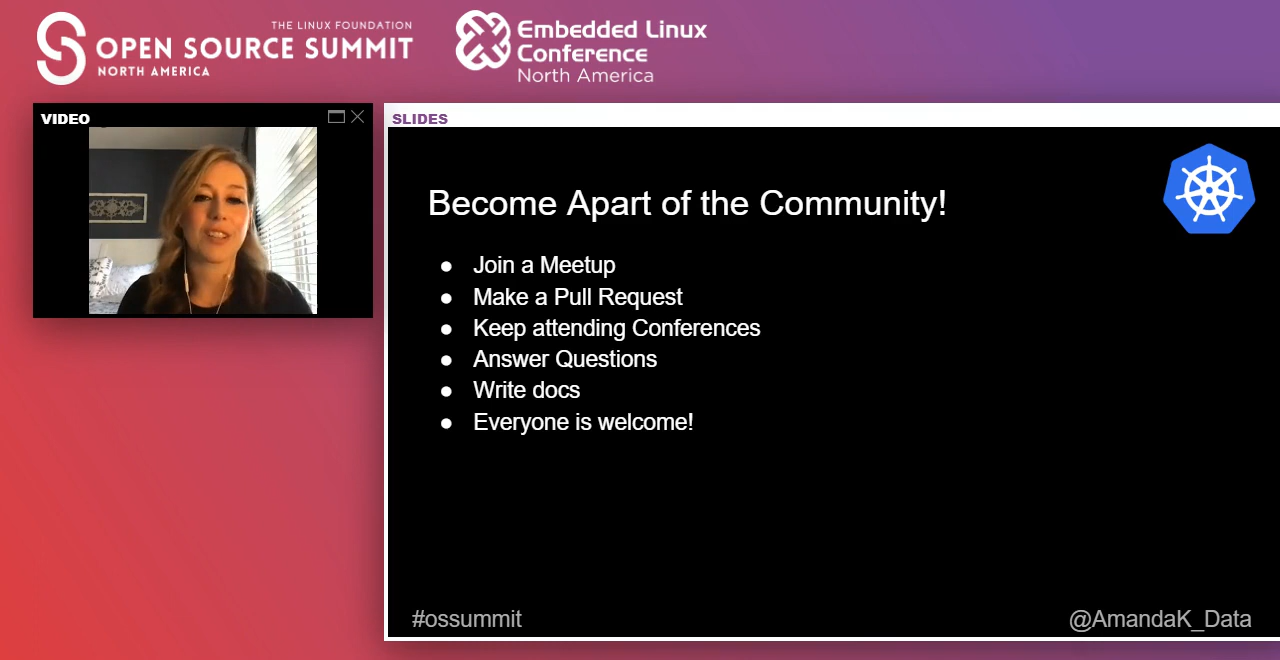 THE LINUX FOUNDATION
OPEN SOURCE SUMMIT
NORTH AMERICA
Embedded Linux
Conference
North America
VIDEO
SLIDES
Become Apart of the Community!
● Join a Meetup
● Make a Pull Request
● Keep attending Conferences
● Answer Questions
● Write docs
● Everyone is welcome!
#ossummit
@AmandaK_Data